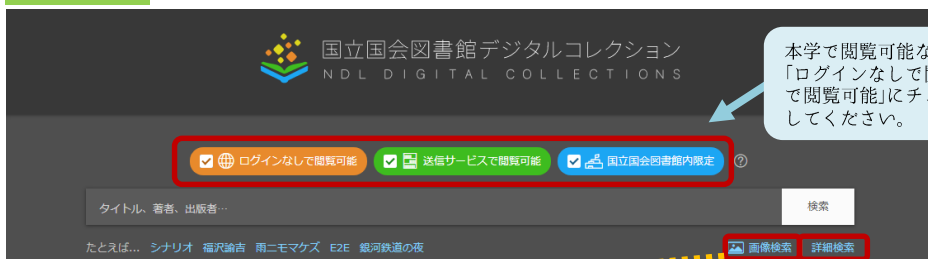 国立国会図書館デジタルコレクション
NDL DIGITAL COLLECTIONS
本学で閲覧可能な
「ログインなしで
で閲覧可能」にチ
してください。
ログインなしで閲覧可能 送信サービスで閲覧可能 国立国会図書館内限定 ?
タイトル、著者、出版者… 検索
たとえば... シナリオ 福沢諭吉 雨ニモマケズ E2E 銀河鉄道の夜 画像検索 詳細検索